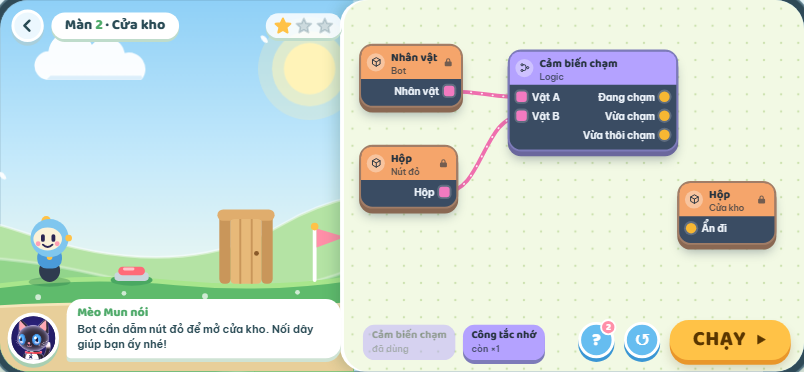 Màn 2 · Cửa kho
Nhân vật
Bot
Nhân vật
Cảm biến chạm
Logic
Vật A
Đang chạm
Vật B
Vừa chạm
Vừa thôi chạm
Hộp
Nút đỏ
Hộp
Hộp
Cửa kho
Ẩn đi
Mèo Mun nói
Bot cần dẫm nút đỏ để mở cửa kho. Nối dây
giúp bạn ấy nhé!
Cảm biến chạm
đã dùng
Công tắc nhớ
còn ×1
?
2
CHẠY